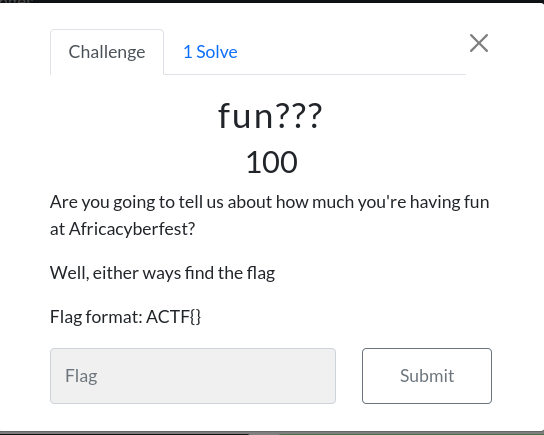 Challenge
1 Solve
fun???
100
Are you going to tell us about how much you're having fun
at Africacyberfest?
Well, either ways find the flag
Flag format: ACTF{}
Flag
Submit